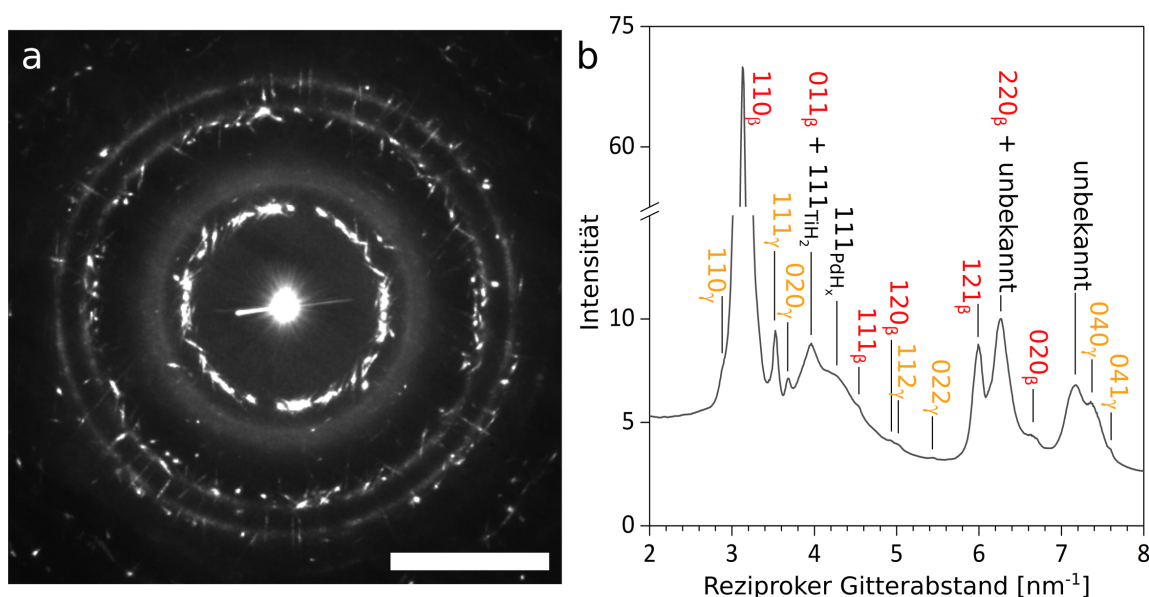 a
b
75
60
10
5
0
Intensität
110γ
110β
111γ
020γ
011β + 111TiH2
111PdHx
111β
120β
112γ
022γ
121β
220β + unbekannt
020β
unbekannt
040γ
041γ
2 3 4 5 6 7 8
Reziproker Gitterabstand [nm-1]